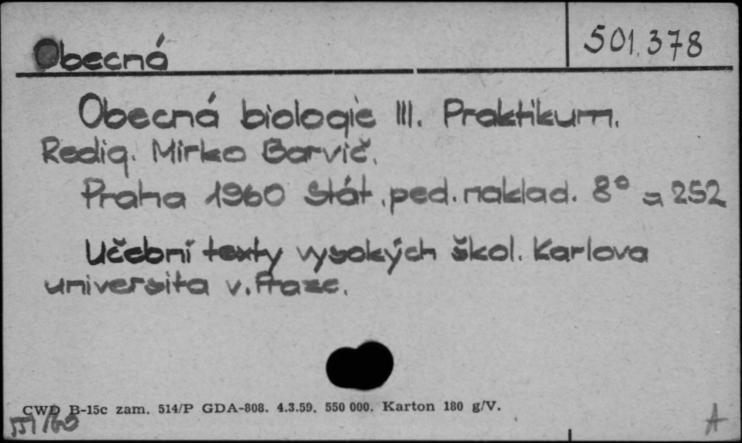 Obecná
501.378
Obecná biologie III. Praktikum.
Redig. Mirko Barvič.
Praha 1960 Stát. ped. naklad. 8° 252
Učební texty vysokých škol. Karlova
universita v. Praze.
CWD B-15c zam. 514/P GDA-808. 4.3.59. 550 000. Karton 180 g/V.
A